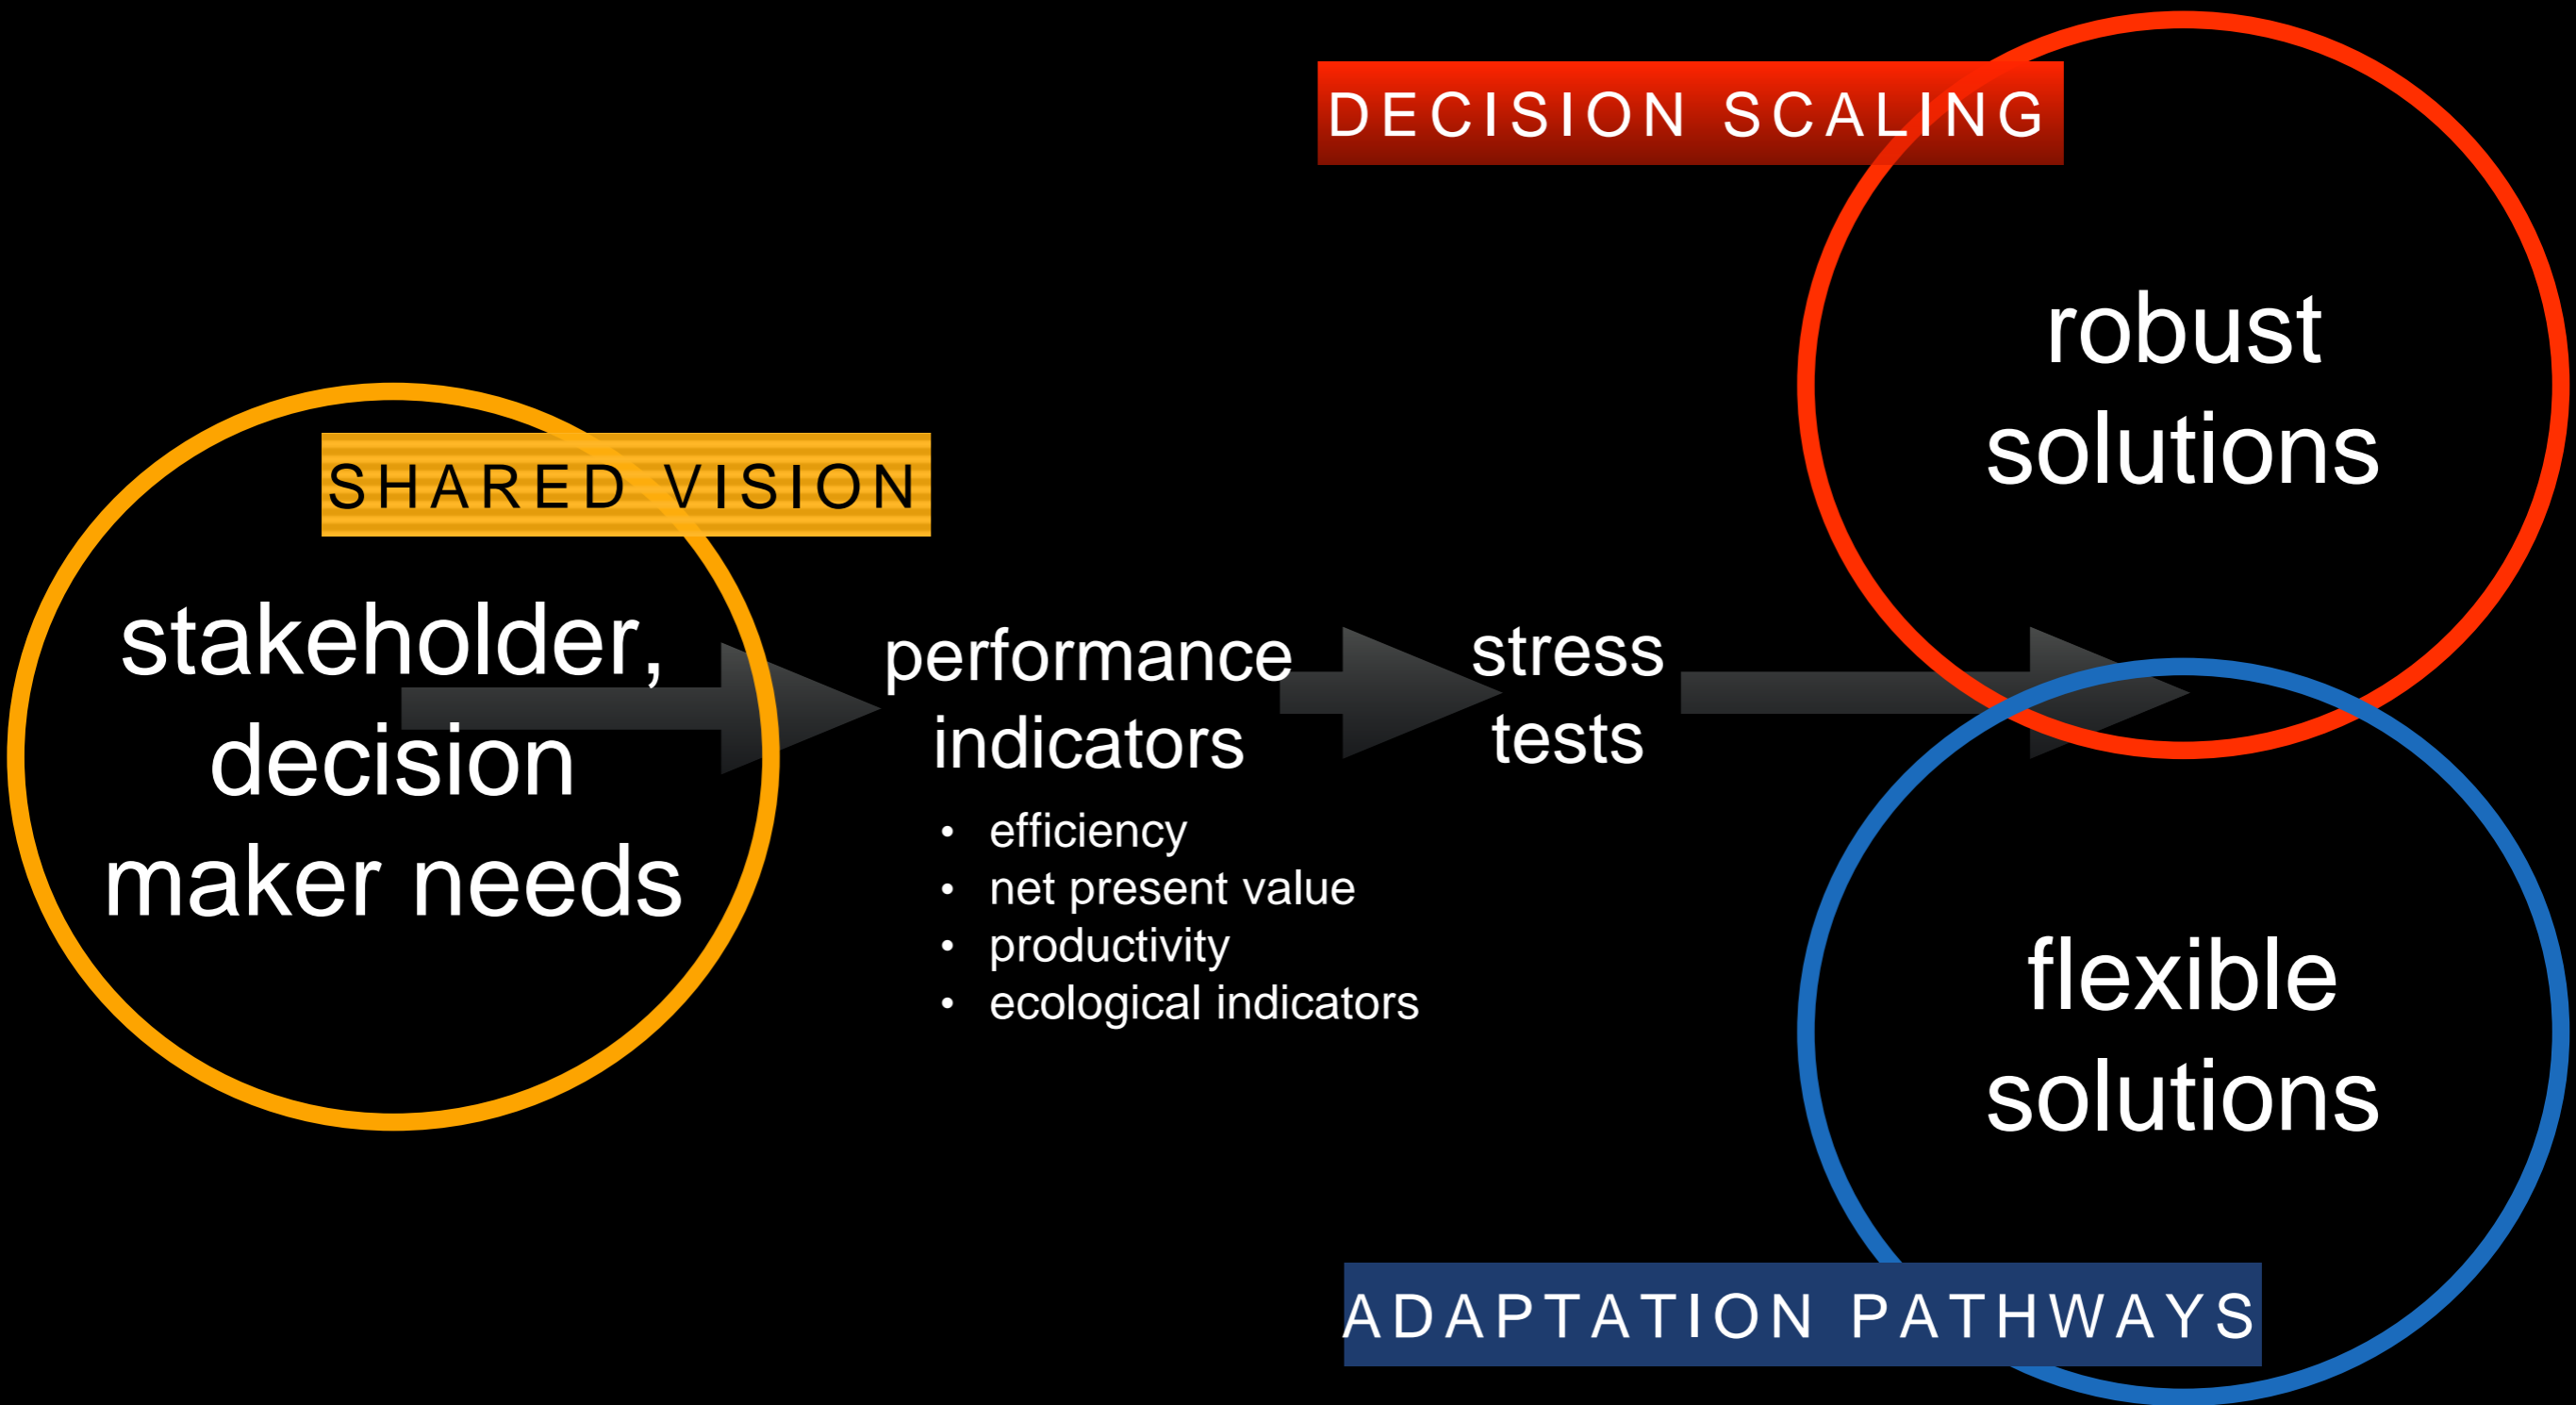 DECISION SCALING
robust
solutions
SHARED VISION
stakeholder,
decision
maker needs
performance
indicators
• efficiency
• net present value
• productivity
• ecological indicators
stress
tests
flexible
solutions
ADAPTATION PATHWAYS